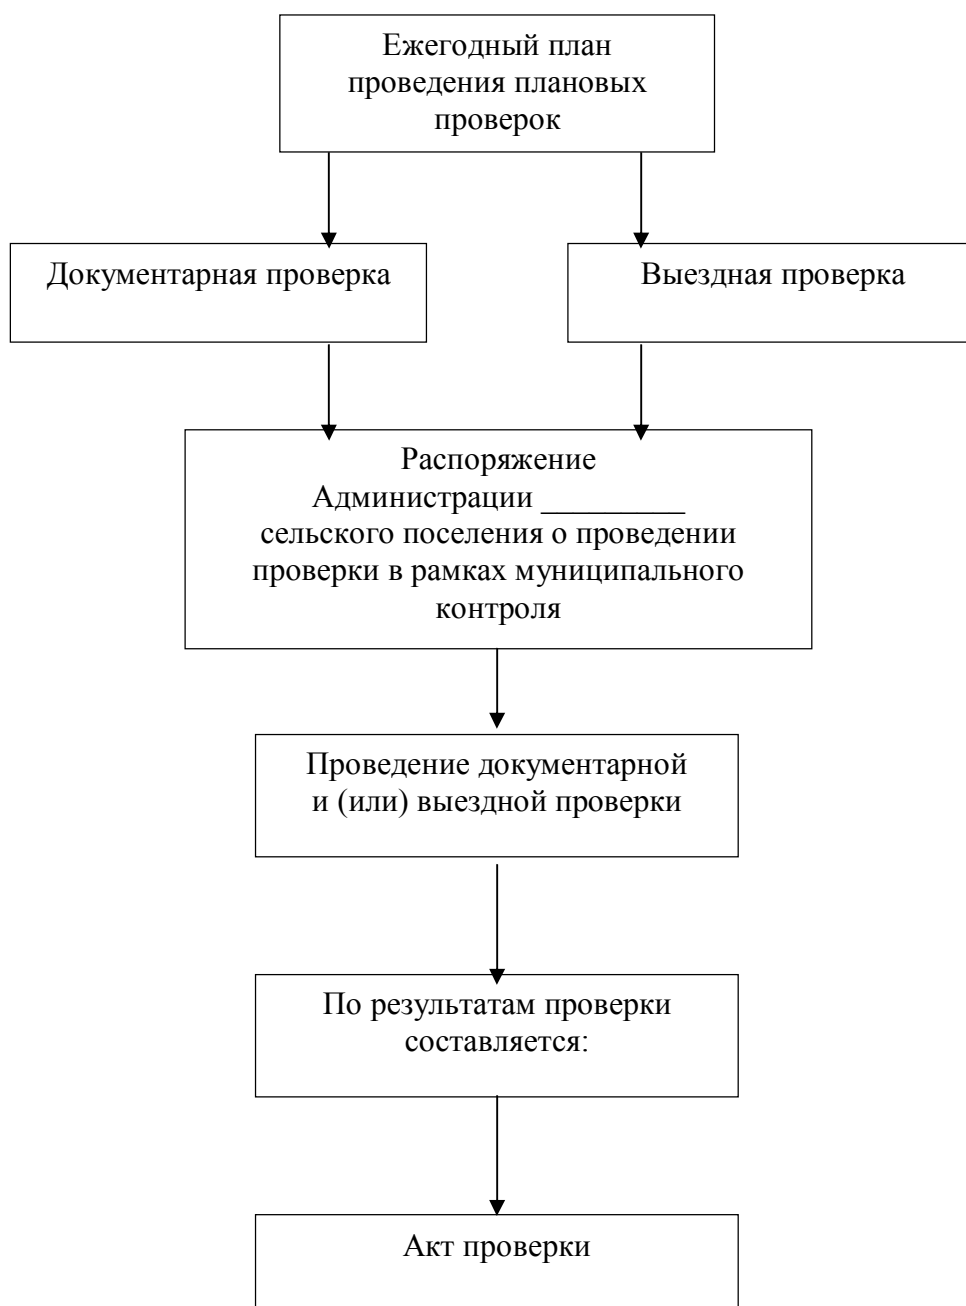 Ежегодный план
проведения плановых
проверок
Документарная проверка
Выездная проверка
Распоряжение
Администрации _________
сельского поселения о проведении
проверки в рамках муниципального
контроля
Проведение документарной
и (или) выездной проверки
По результатам проверки
составляется:
Акт проверки